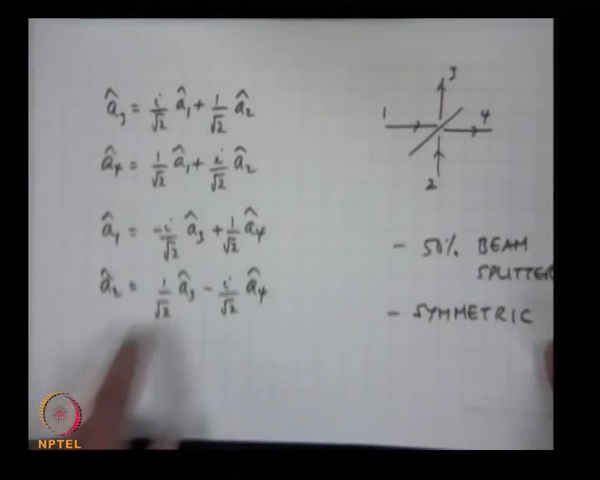 â₃ = i/√2 â₁ + 1/√2 â₂
â₄ = 1/√2 â₁ + i/√2 â₂
â₁ = -i/√2 â₃ + 1/√2 â₄
â₂ = 1/√2 â₃ - i/√2 â₄
3
1
4
2
- 50% BEAM
SPLITTER
- SYMMETRIC
NPTEL